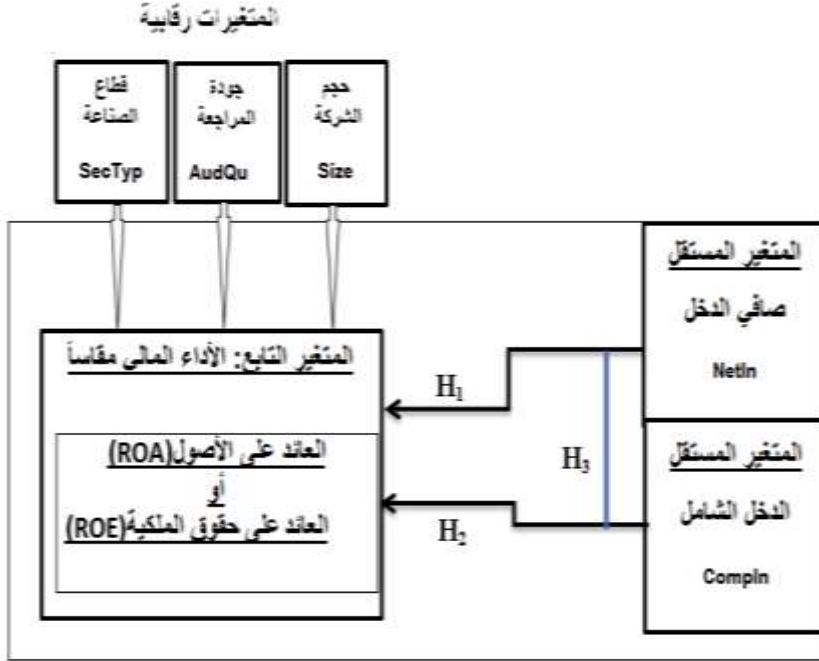 المتغيرات رقابية
حجم
الشركة
Size
جودة
المراجعة
AudQu
قطاع
الصناعة
SecTyp
المتغير المستقل
صافي الدخل
NetIn
المتغير المستقل
الدخل الشامل
CompIn
H1
H2
H3
المتغير التابع: الأداء المالي مقاساً
العائد على الأصول(ROA)
أو
العائد على حقوق الملكية(ROE)